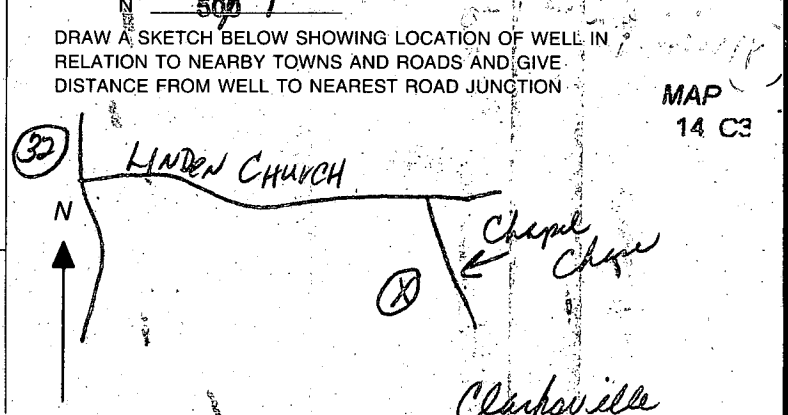 N 500
DRAW A SKETCH BELOW SHOWING LOCATION OF WELL IN
RELATION TO NEARBY TOWNS AND ROADS AND GIVE
DISTANCE FROM WELL TO NEAREST ROAD JUNCTION
MAP
14 C3
32
LINDEN CHURCH
N
Chapel
Chase
X
Clarksville